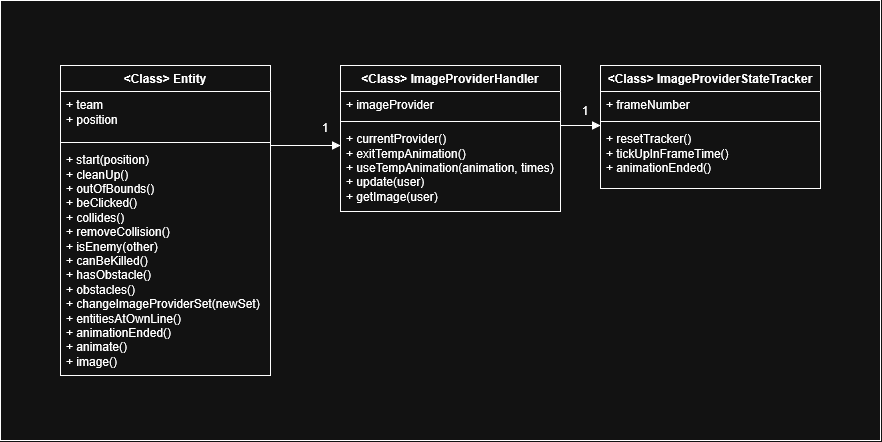 <Class> Entity
+ team
+ position
+ start(position)
+ cleanUp()
+ outOfBounds()
+ beClicked()
+ collides()
+ removeCollision()
+ isEnemy(other)
+ canBeKilled()
+ hasObstacle()
+ obstacles()
+ changeImageProviderSet(newSet)
+ entitiesAtOwnLine()
+ animationEnded()
+ animate()
+ image()
1
<Class> ImageProviderHandler
+ imageProvider
+ currentProvider()
+ exitTempAnimation()
+ useTempAnimation(animation, times)
+ update(user)
+ getImage(user)
1
<Class> ImageProviderStateTracker
+ frameNumber
+ resetTracker()
+ tickUpInFrameTime()
+ animationEnded()